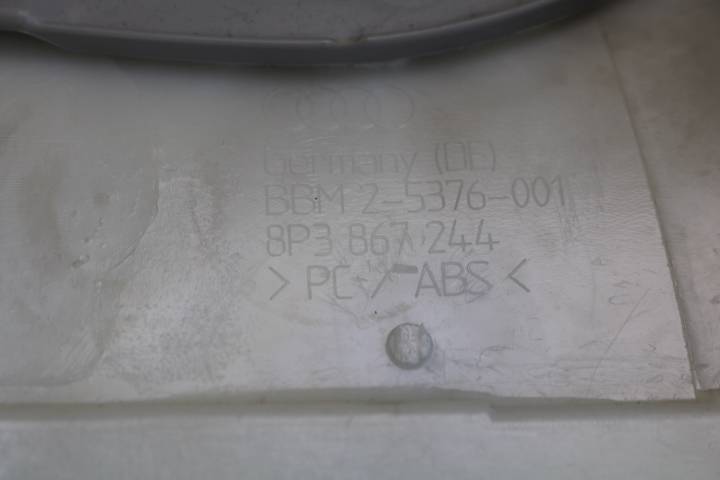 Germany (DE)
BBM 2-5376-001
8P3 867 244
> PC-/-ABS <